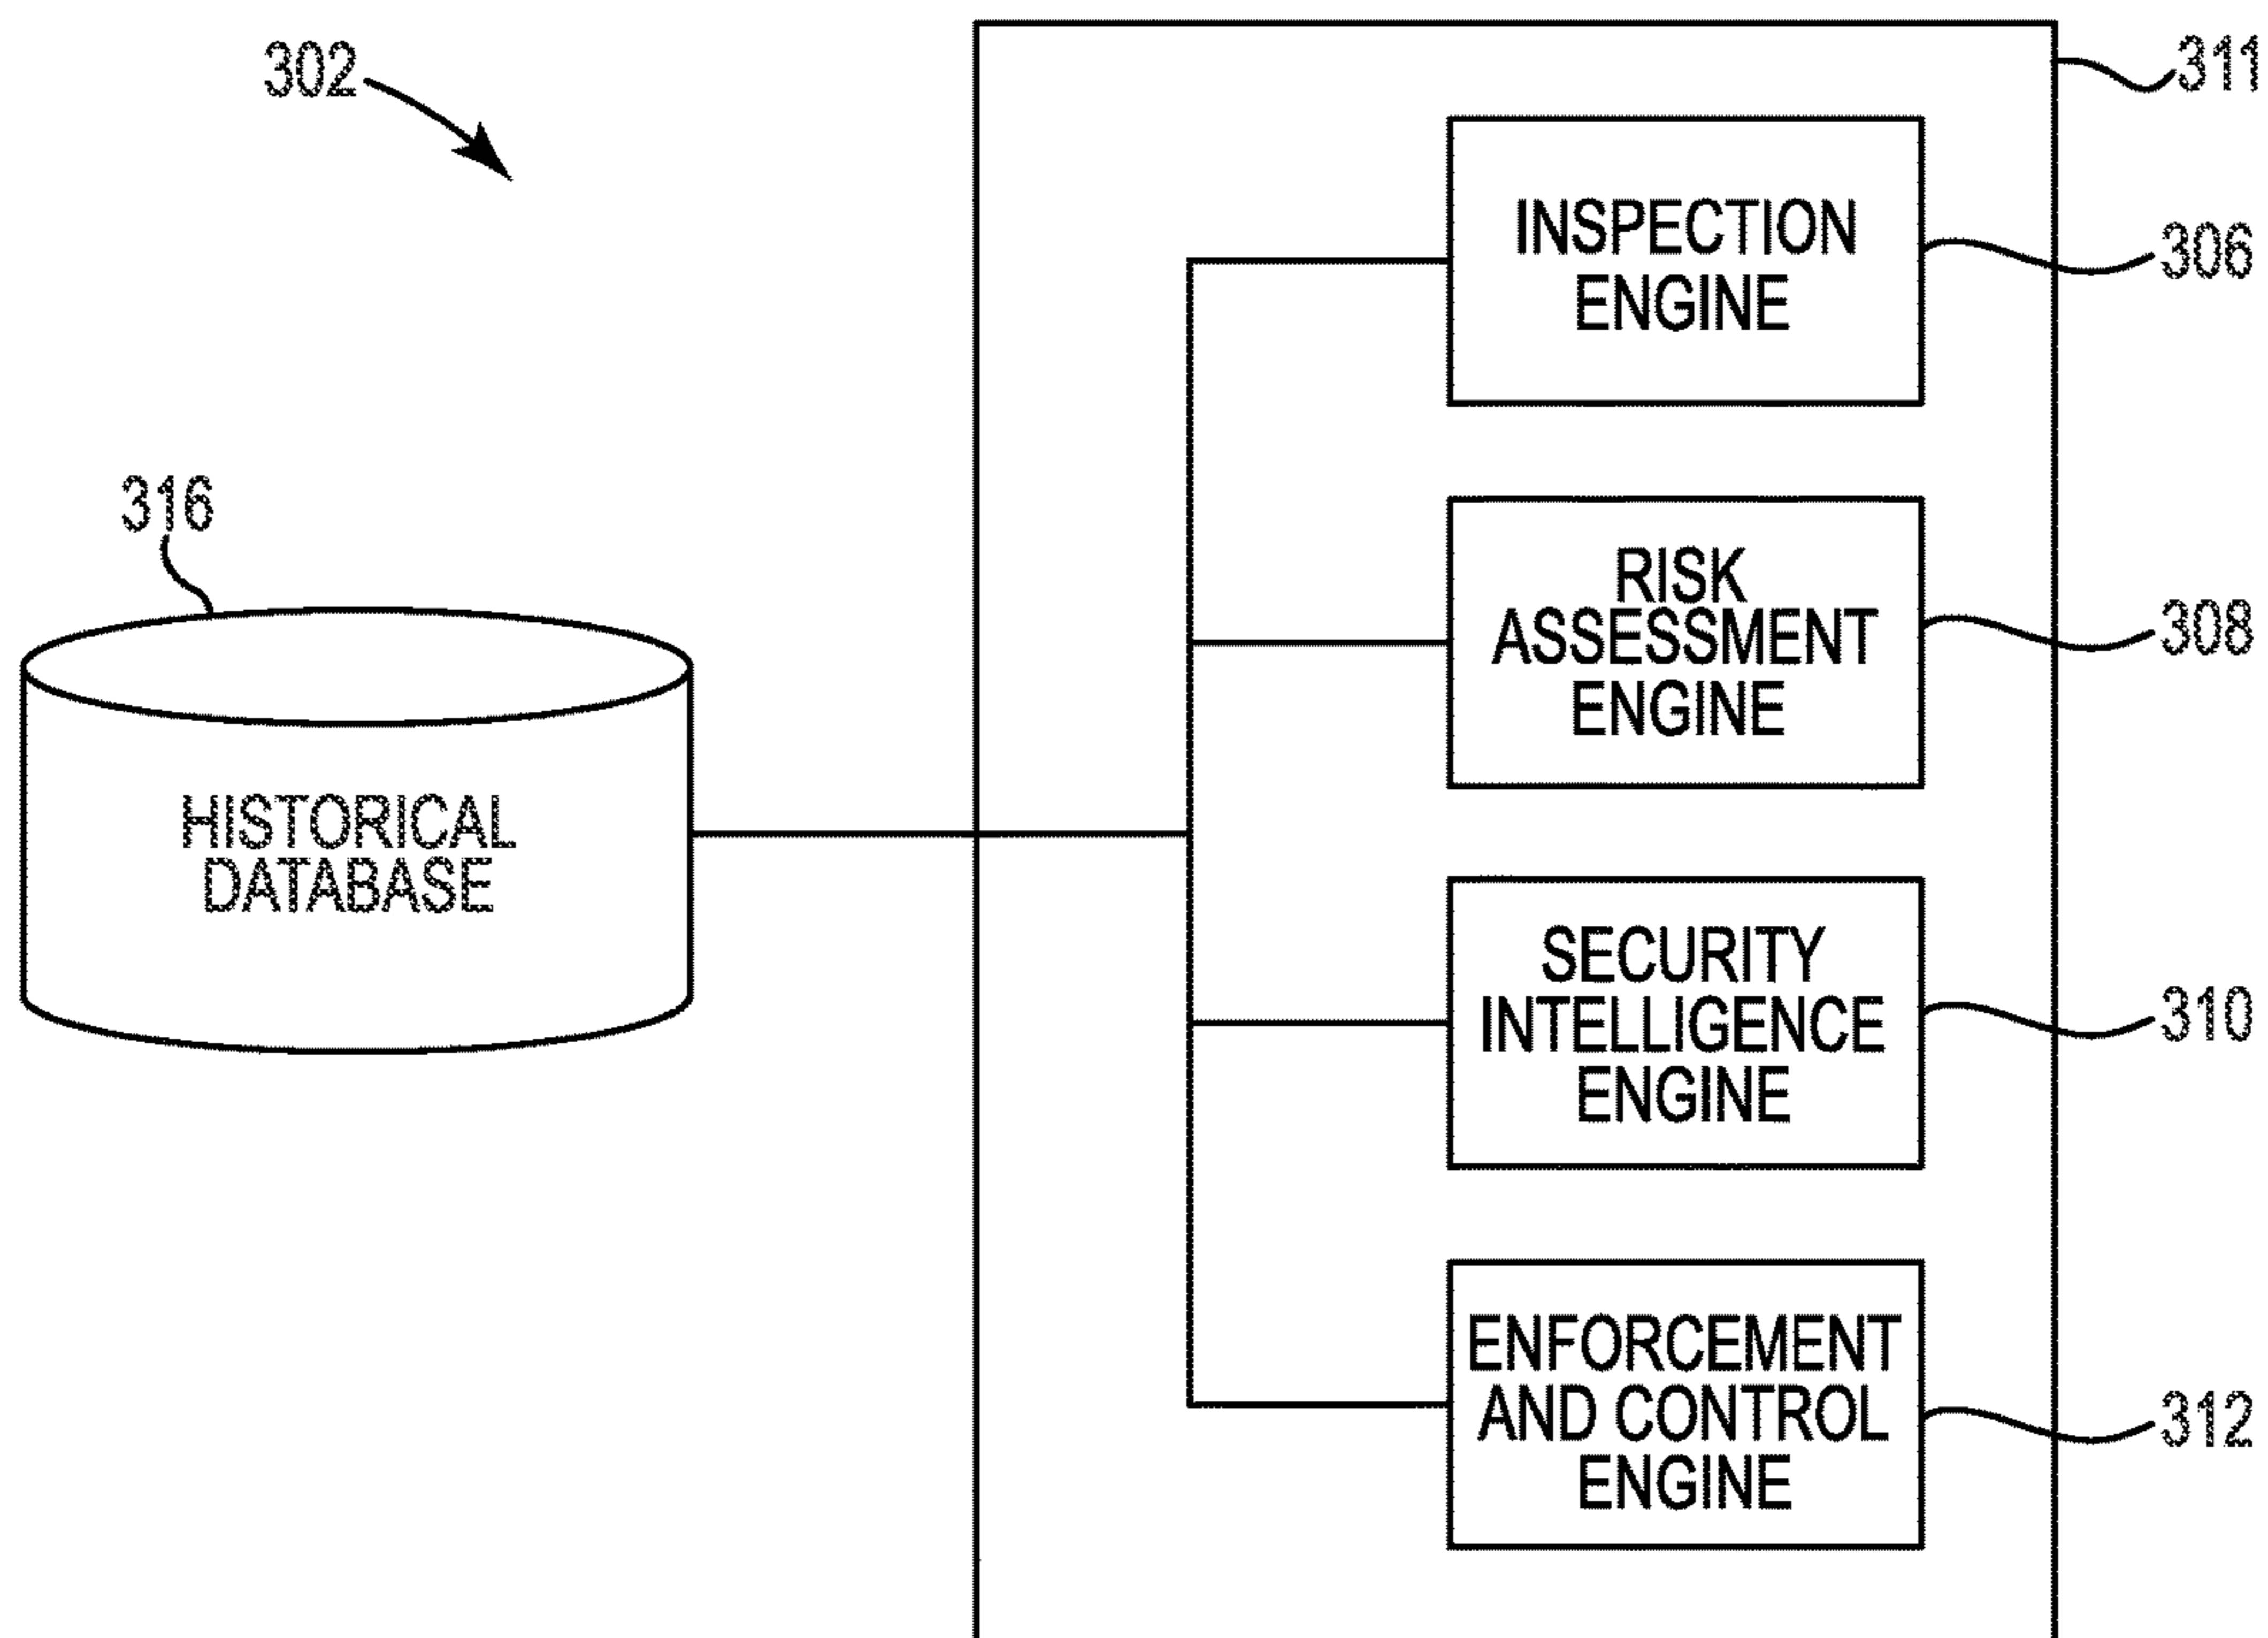 302
311
INSPECTION
ENGINE
306
316
RISK
ASSESSMENT
ENGINE
308
HISTORICAL
DATABASE
SECURITY
INTELLIGENCE
ENGINE
310
ENFORCEMENT
AND CONTROL
ENGINE
312